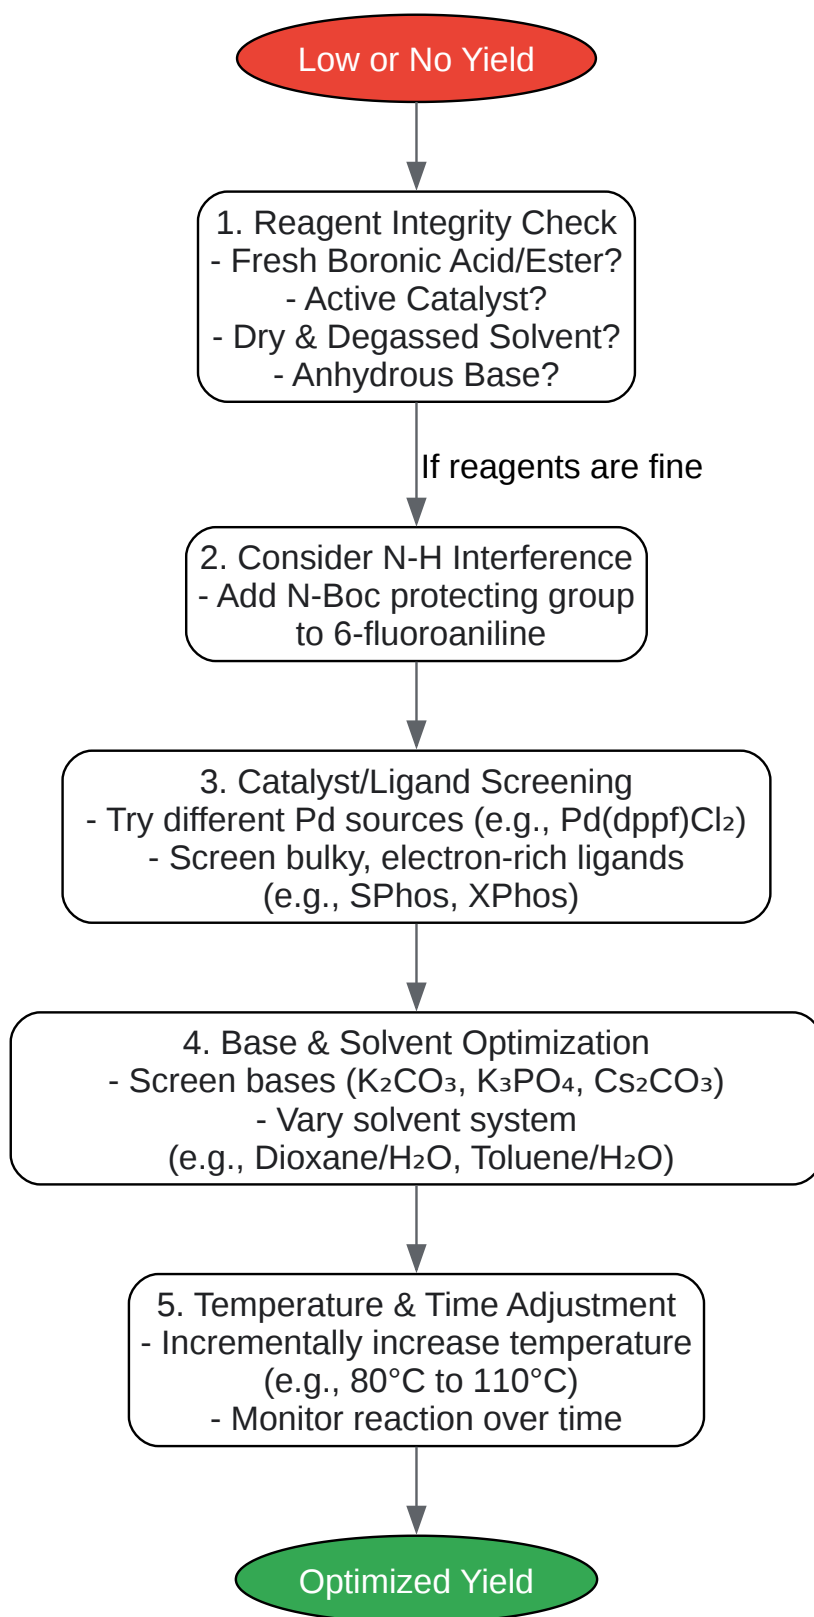 Low or No Yield
1. Reagent Integrity Check
- Fresh Boronic Acid/Ester?
- Active Catalyst?
- Dry & Degassed Solvent?
- Anhydrous Base?
If reagents are fine
2. Consider N-H Interference
- Add N-Boc protecting group
to 6-fluoroaniline
3. Catalyst/Ligand Screening
- Try different Pd sources (e.g., Pd(dppf)Cl₂)
- Screen bulky, electron-rich ligands
(e.g., SPhos, XPhos)
4. Base & Solvent Optimization
- Screen bases (K₂CO₃, K₃PO₄, Cs₂CO₃)
- Vary solvent system
(e.g., Dioxane/H₂O, Toluene/H₂O)
5. Temperature & Time Adjustment
- Incrementally increase temperature
(e.g., 80°C to 110°C)
- Monitor reaction over time
Optimized Yield